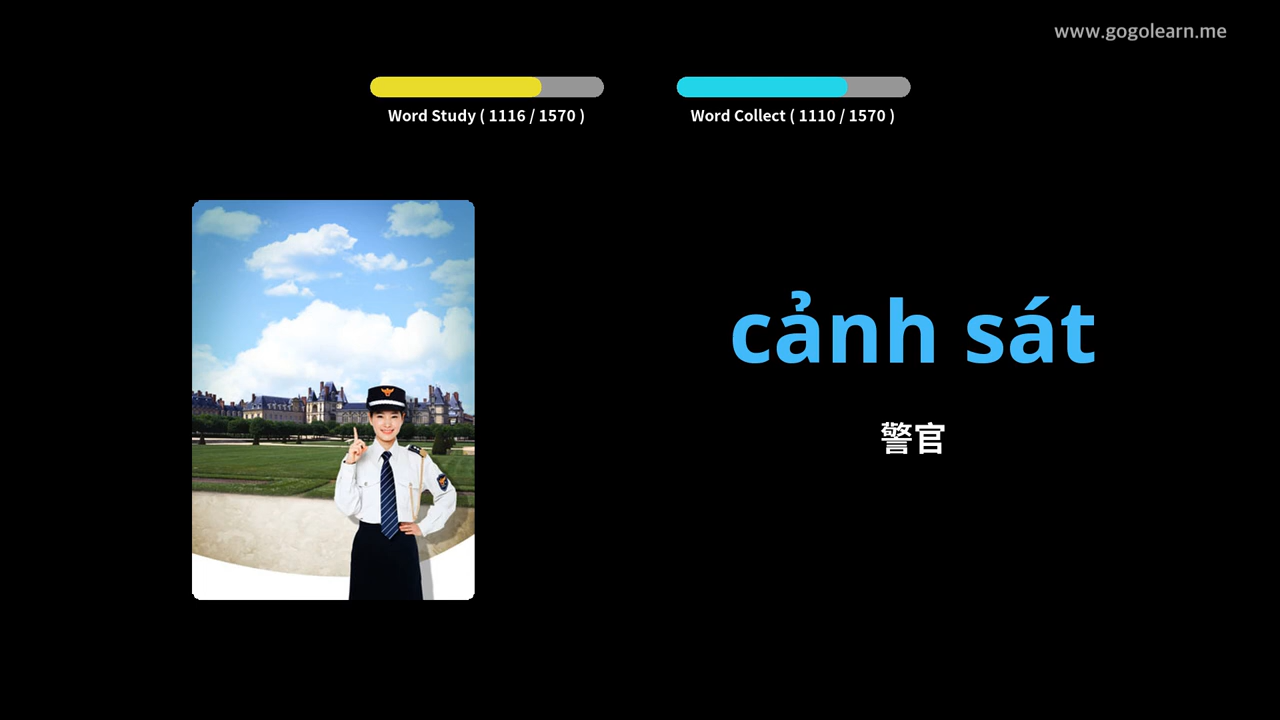 www.gogolearn.me
Word Study ( 1116 / 1570 )
Word Collect ( 1110 / 1570 )
cảnh sát
警官